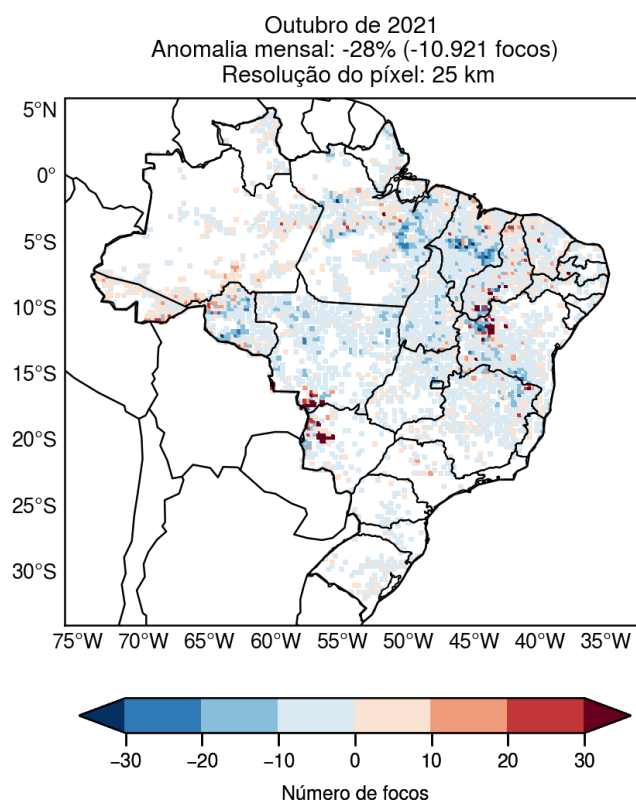 Outubro de 2021
Anomalia mensal: -28% (-10.921 focos)
Resolução do píxel: 25 km
5°N
0°
5°S
10°S
15°S
20°S
25°S
30°S
75°W 70°W 65°W 60°W 55°W 50°W 45°W 40°W 35°W
−30 −20 −10 0 10 20 30
Número de focos